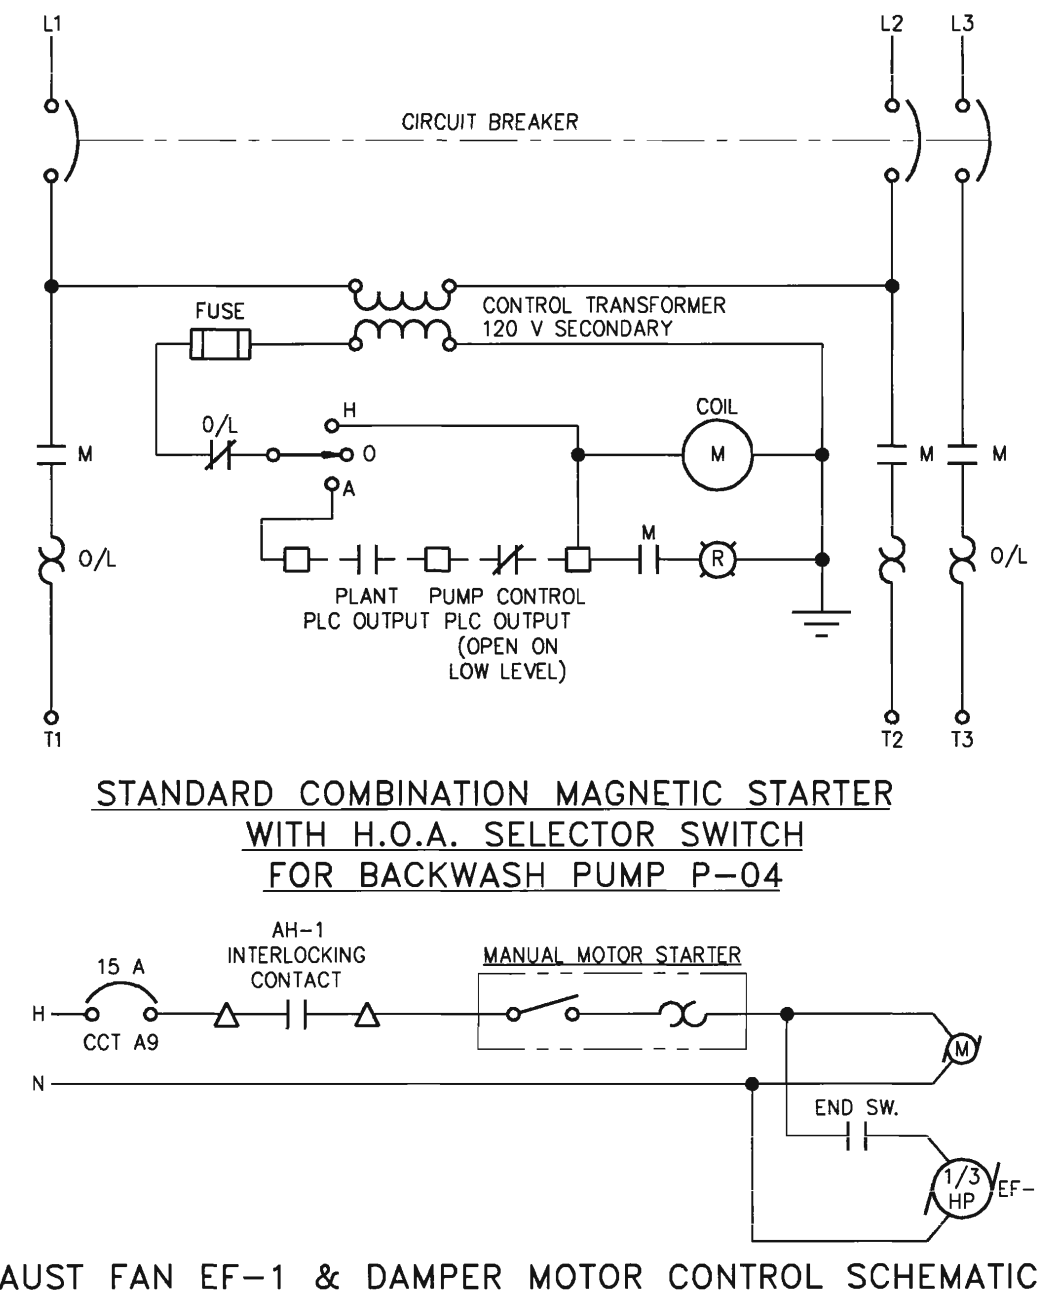 L1
L2 L3
CIRCUIT BREAKER
FUSE
CONTROL TRANSFORMER
120 V SECONDARY
H
COIL
O/L
M
O
M
M
M
A
M
O/L
R
O/L
PLANT
PLC OUTPUT
PUMP CONTROL
PLC OUTPUT
(OPEN ON
LOW LEVEL)
T1
T2 T3
STANDARD COMBINATION MAGNETIC STARTER
WITH H.O.A. SELECTOR SWITCH
FOR BACKWASH PUMP P-04
AH-1
INTERLOCKING
CONTACT
MANUAL MOTOR STARTER
15 A
H
CCT A9
M
N
END SW.
1/3
HP
EF-
AUST FAN EF-1 & DAMPER MOTOR CONTROL SCHEMATIC